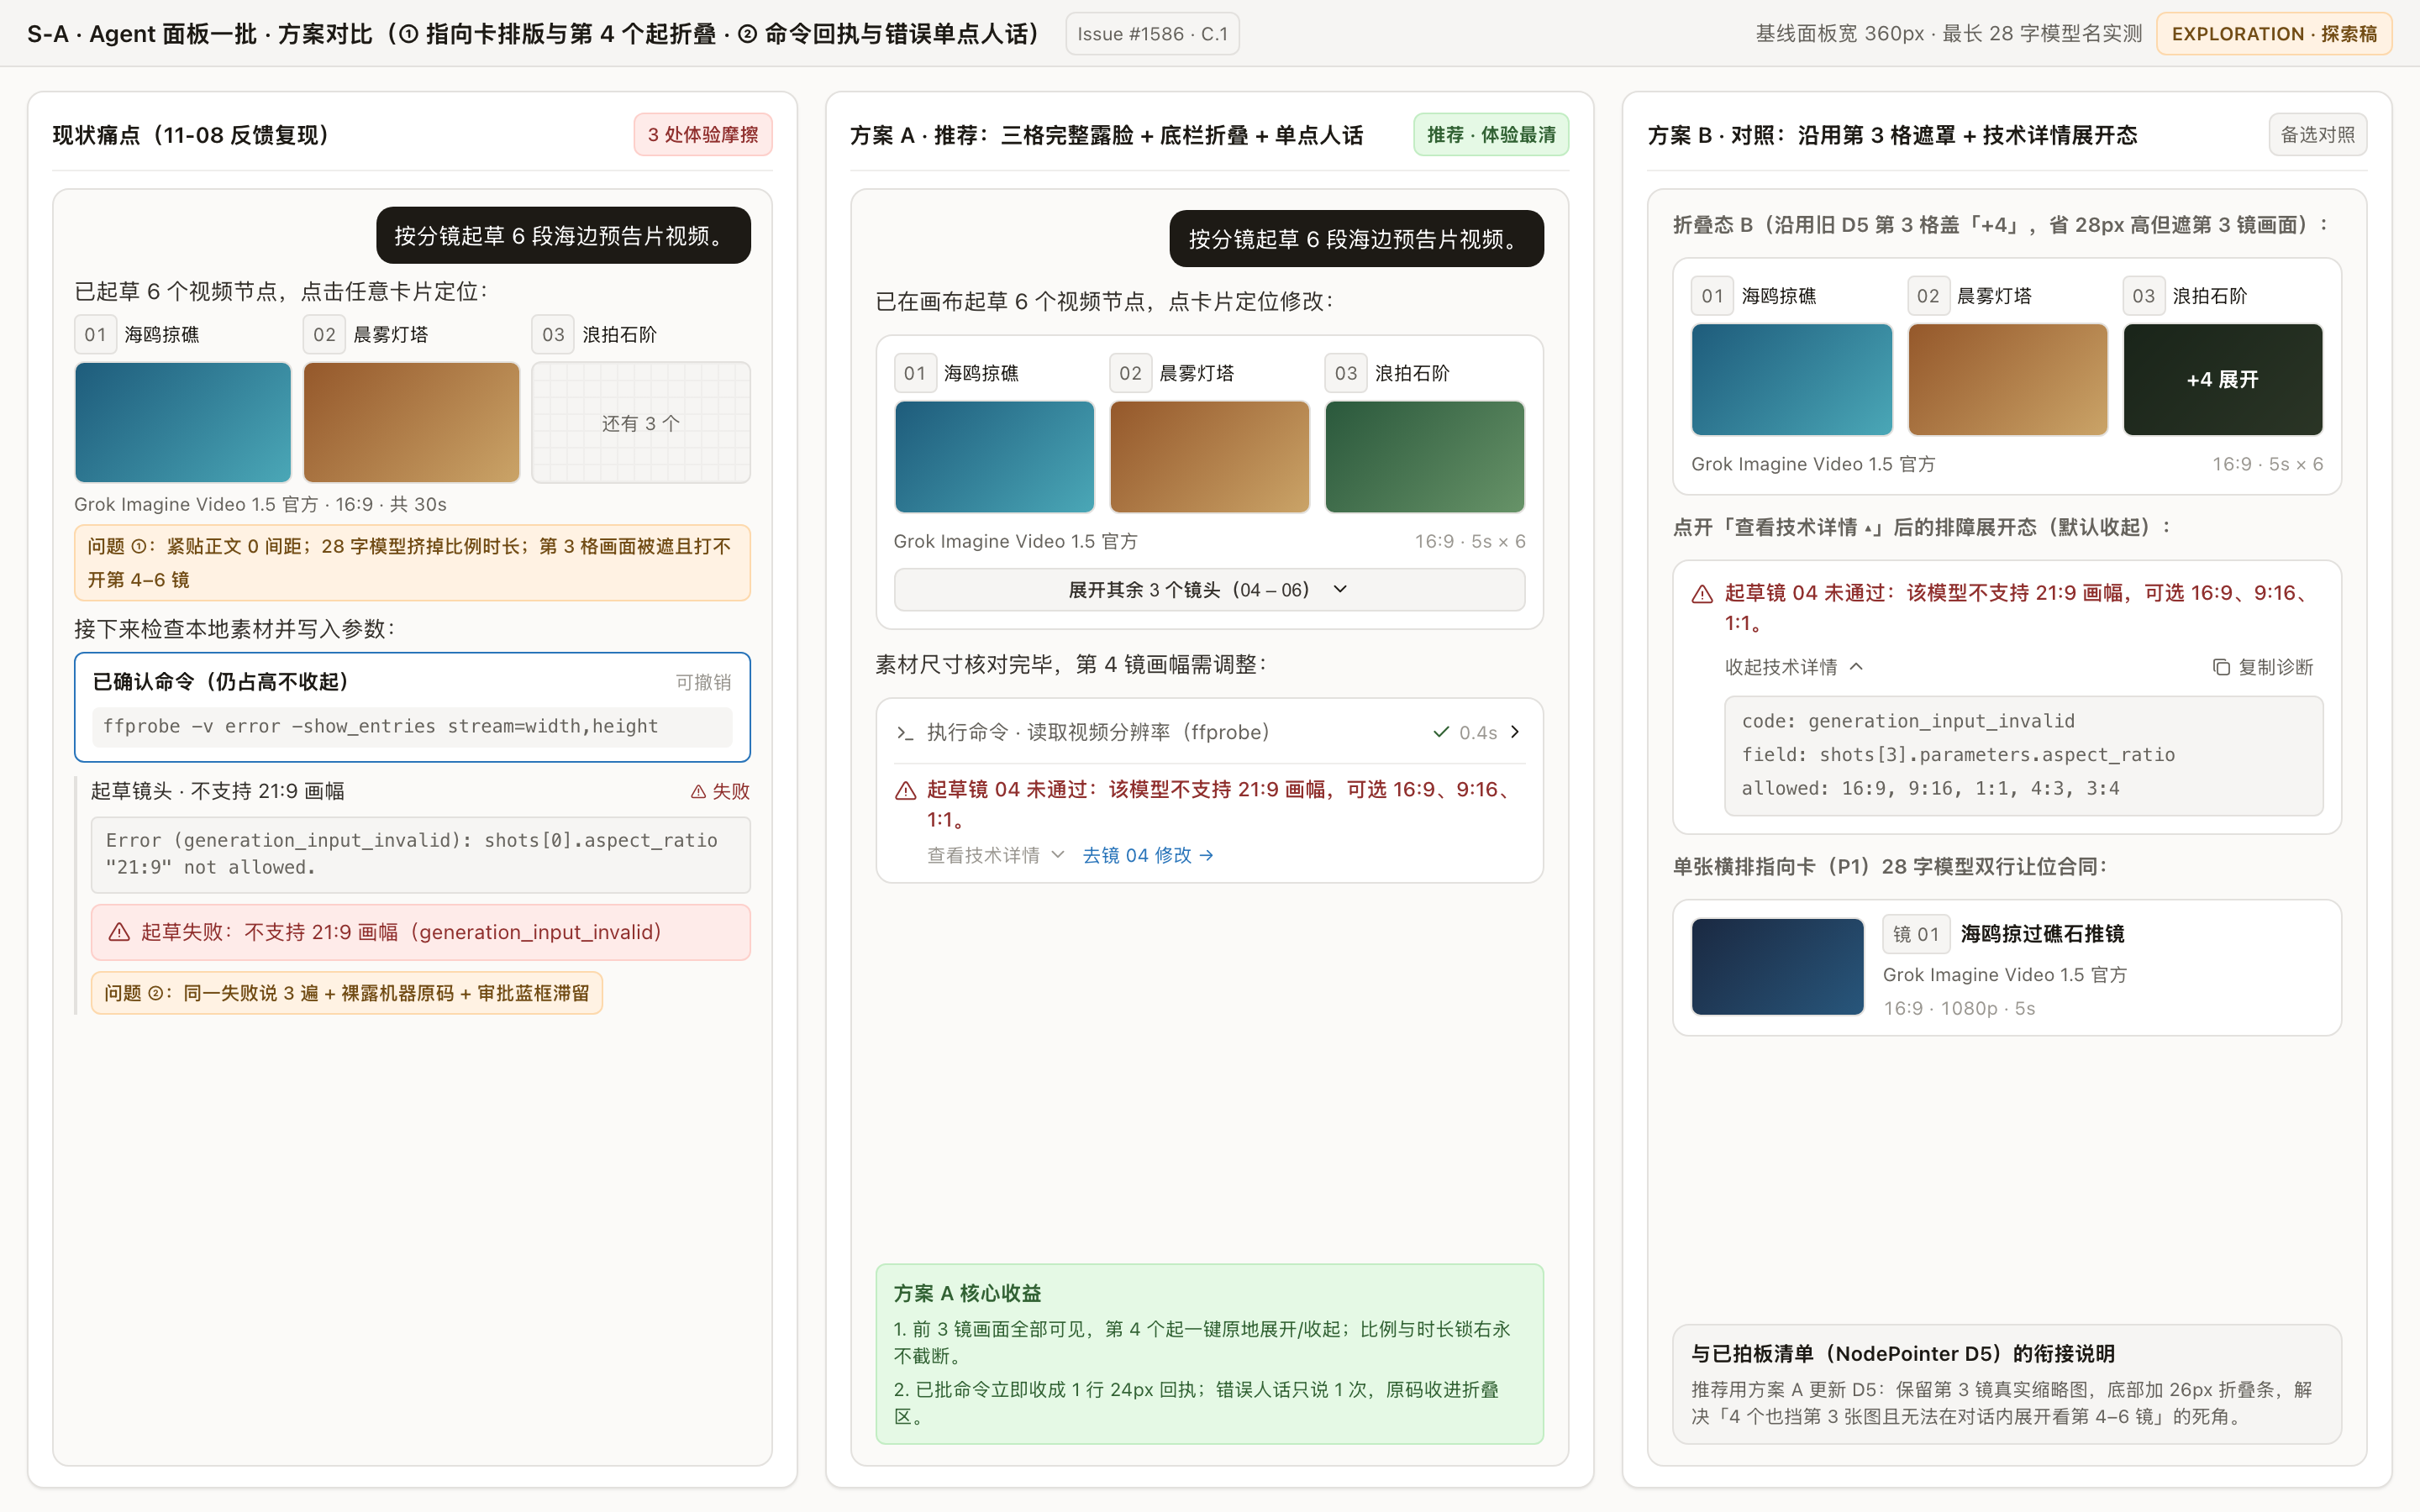 S-A · Agent 面板一批 · 方案对比（① 指向卡排版与第 4 个起折叠 · ② 命令回执与错误单点人话）
Issue #1586 · C.1
基线面板宽 360px · 最长 28 字模型名实测
EXPLORATION · 探索稿
现状痛点（11-08 反馈复现）
3 处体验摩擦
按分镜起草 6 段海边预告片视频。
已起草 6 个视频节点，点击任意卡片定位：
01 海鸥掠礁
02 晨雾灯塔
03 浪拍石阶
还有 3 个
Grok Imagine Video 1.5 官方 · 16:9 · 共 30s
问题 ①：紧贴正文 0 间距；28 字模型挤掉比例时长；第 3 格画面被遮且打不
开第 4–6 镜
接下来检查本地素材并写入参数：
已确认命令（仍占高不收起）
可撤销
ffprobe -v error -show_entries stream=width,height
起草镜头 · 不支持 21:9 画幅
失败
Error (generation_input_invalid): shots[0].aspect_ratio
"21:9" not allowed.
起草失败：不支持 21:9 画幅（generation_input_invalid）
问题 ②：同一失败说 3 遍 + 裸露机器原码 + 审批蓝框滞留
方案 A · 推荐：三格完整露脸 + 底栏折叠 + 单点人话
推荐 · 体验最清
按分镜起草 6 段海边预告片视频。
已在画布起草 6 个视频节点，点卡片定位修改：
01 海鸥掠礁
02 晨雾灯塔
03 浪拍石阶
Grok Imagine Video 1.5 官方
16:9 · 5s × 6
展开其余 3 个镜头（04 – 06）
素材尺寸核对完毕，第 4 镜画幅需调整：
执行命令 · 读取视频分辨率（ffprobe）
0.4s
起草镜 04 未通过：该模型不支持 21:9 画幅，可选 16:9、9:16、
1:1。
查看技术详情
去镜 04 修改 →
方案 A 核心收益
1. 前 3 镜画面全部可见，第 4 个起一键原地展开/收起；比例与时长锁右永
不截断。
2. 已批命令立即收成 1 行 24px 回执；错误人话只说 1 次，原码收进折叠
区。
方案 B · 对照：沿用第 3 格遮罩 + 技术详情展开态
备选对照
折叠态 B（沿用旧 D5 第 3 格盖「+4」，省 28px 高但遮第 3 镜画面）：
01 海鸥掠礁
02 晨雾灯塔
03 浪拍石阶
+4 展开
Grok Imagine Video 1.5 官方
16:9 · 5s × 6
点开「查看技术详情 ▴」后的排障展开态（默认收起）：
起草镜 04 未通过：该模型不支持 21:9 画幅，可选 16:9、9:16、
1:1。
收起技术详情
复制诊断
code: generation_input_invalid
field: shots[3].parameters.aspect_ratio
allowed: 16:9, 9:16, 1:1, 4:3, 3:4
单张横排指向卡（P1）28 字模型双行让位合同：
镜 01 海鸥掠过礁石推镜
Grok Imagine Video 1.5 官方
16:9 · 1080p · 5s
与已拍板清单（NodePointer D5）的衔接说明
推荐用方案 A 更新 D5：保留第 3 镜真实缩略图，底部加 26px 折叠条，解
决「4 个也挡第 3 张图且无法在对话内展开看第 4–6 镜」的死角。